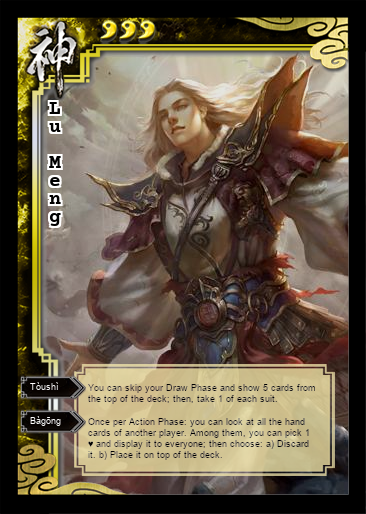 神
Lu Meng
Tòushì
You can skip your Draw Phase and show 5 cards from
the top of the deck; then, take 1 of each suit.
Bàgōng
Once per Action Phase: you can look at all the hand
cards of another player. Among them, you can pick 1
♥ and display it to everyone; then choose: a) Discard
it. b) Place it on top of the deck.